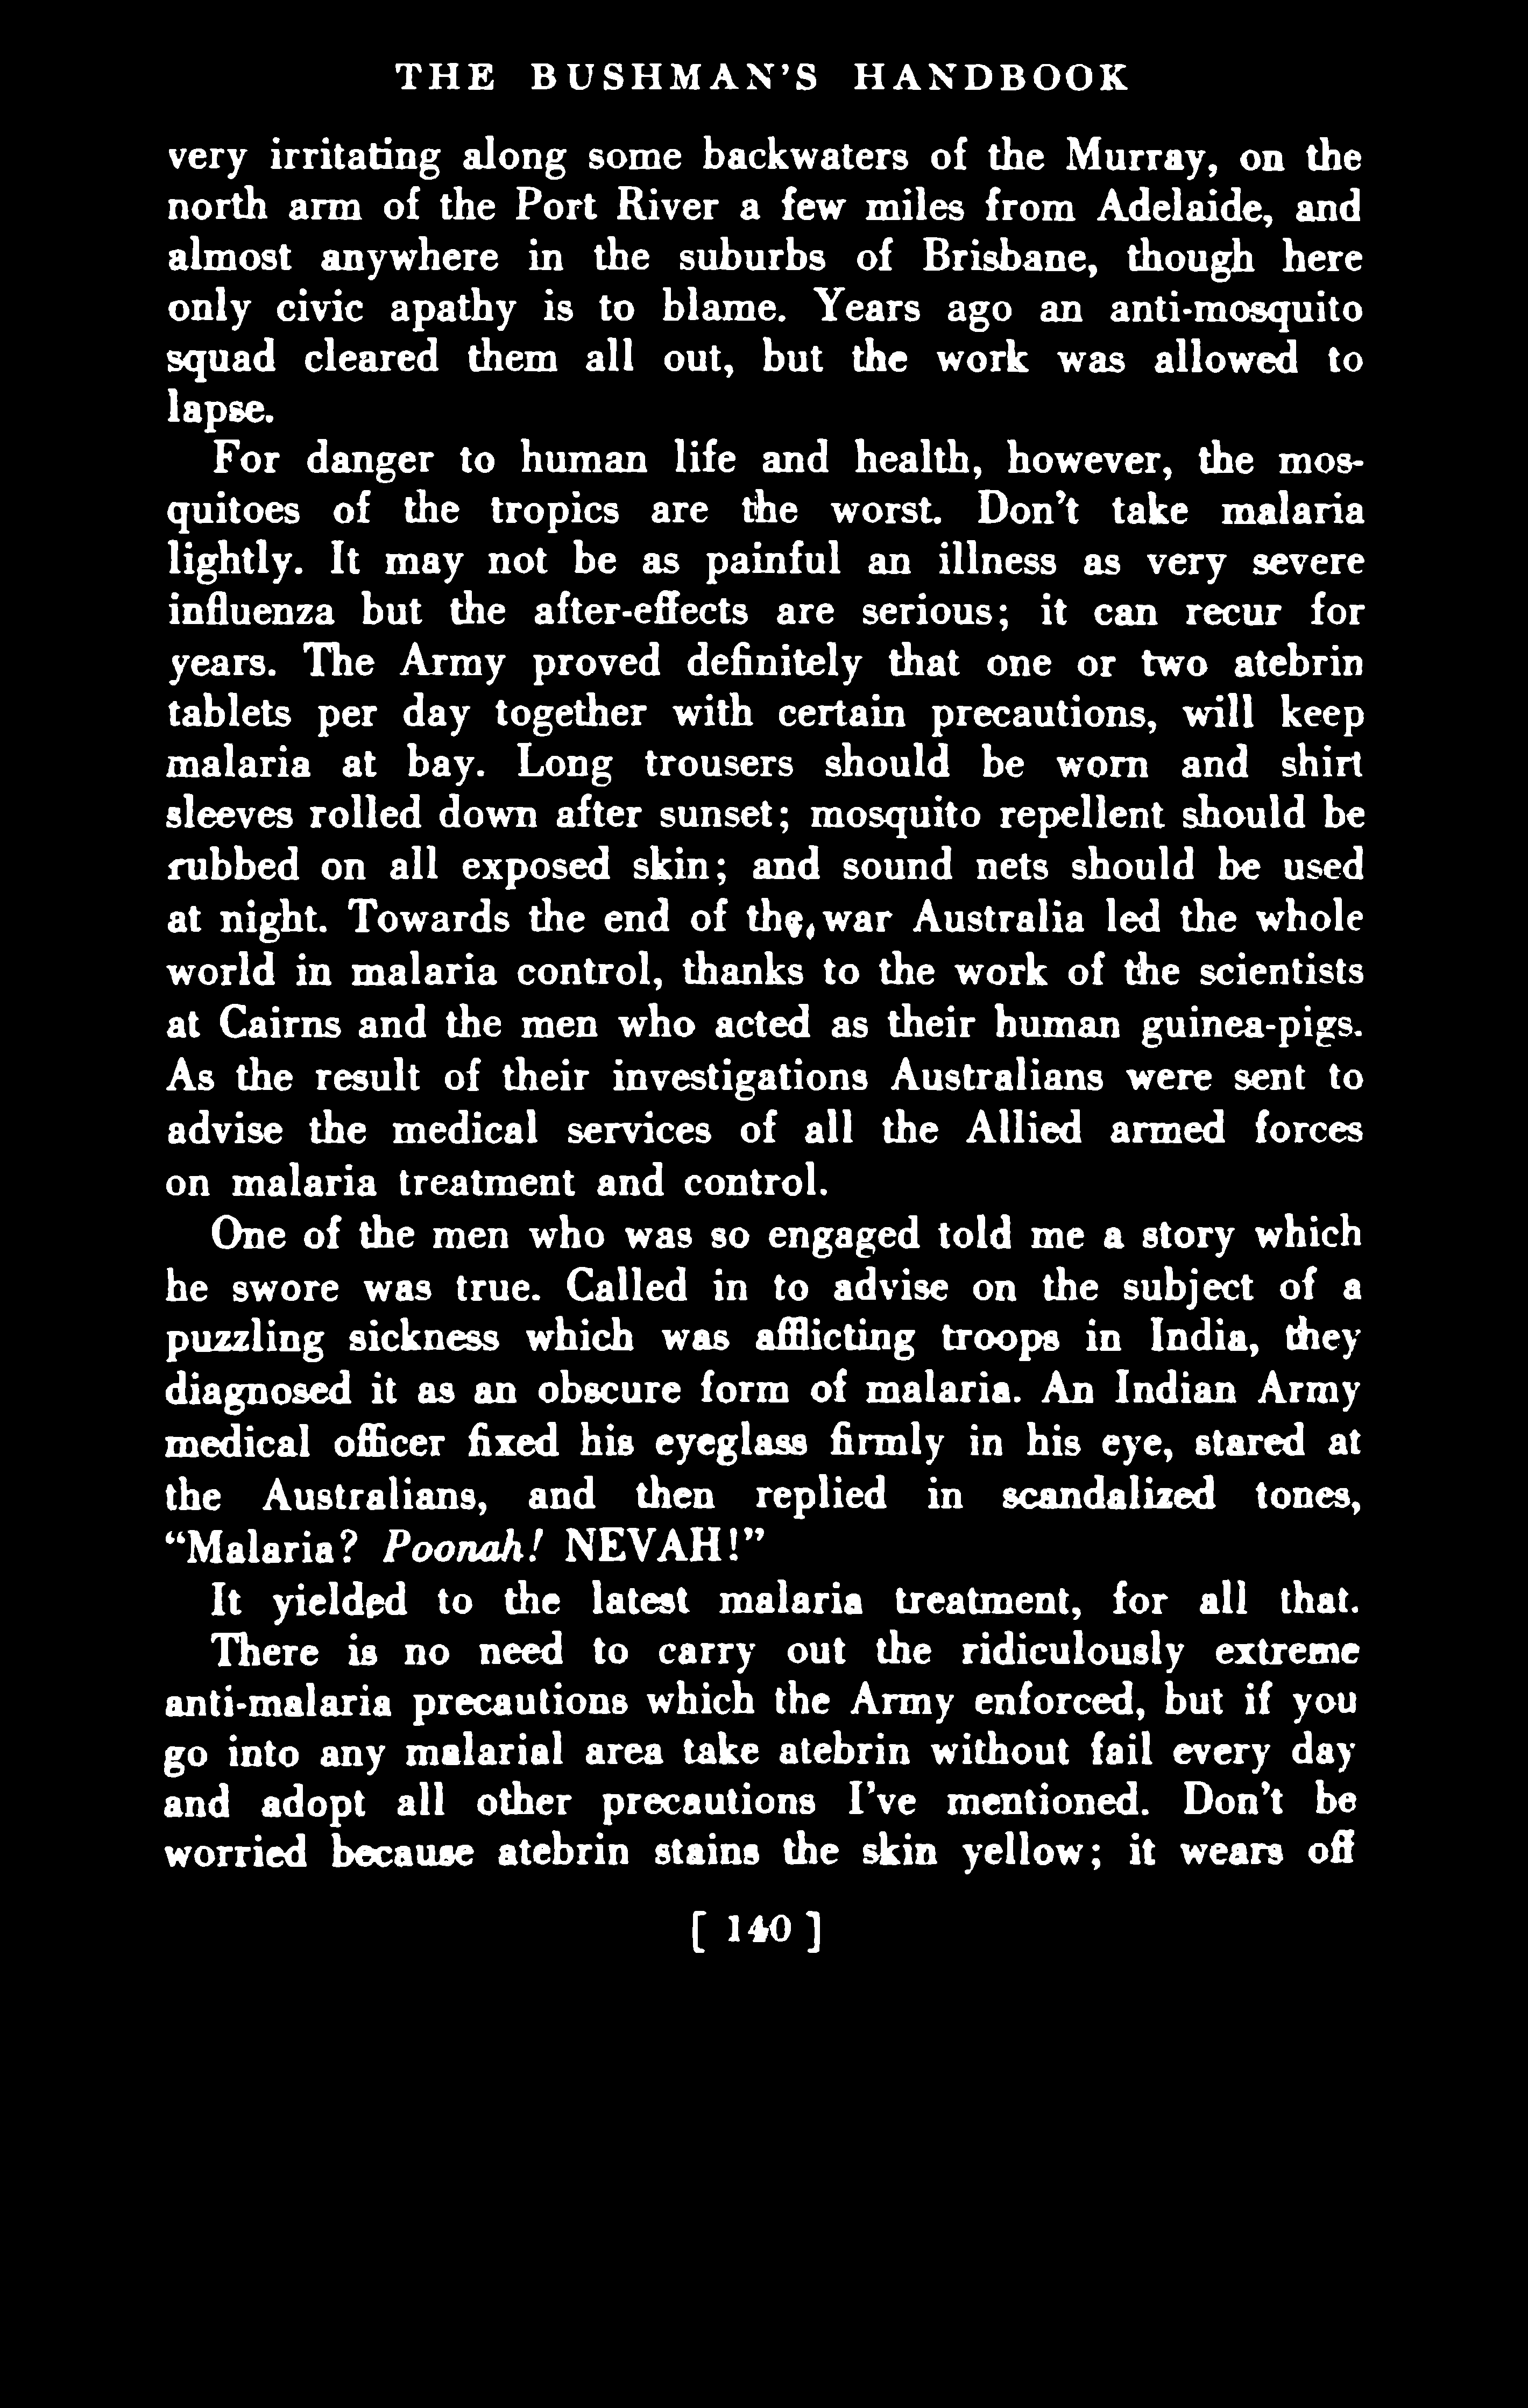 THE BUSHMAN'S HANDBOOK
very irritating along some backwaters of the Murray, on the
north arm of the Port River a few miles from Adelaide, and
almost anywhere in the suburbs of Brisbane, though here
only civic apathy is to blame. Years ago an anti-mosquito
squad cleared them all out, but the work was allowed to
lapse.
For danger to human life and health, however, the mos-
quitoes of the tropics are the worst. Don't take malaria
lightly. It may not be as painful an illness as very severe
influenza but the after-effects are serious; it can recur for
years. The Army proved definitely that one or two atebrin
tablets per day together with certain precautions, will keep
malaria at bay. Long trousers should be worn and shirt
sleeves rolled down after sunset; mosquito repellent should be
rubbed on all exposed skin; and sound nets should be used
at night. Towards the end of the war Australia led the whole
world in malaria control, thanks to the work of the scientists
at Cairns and the men who acted as their human guinea-pigs.
As the result of their investigations Australians were sent to
advise the medical services of all the Allied armed forces
on malaria treatment and control.
One of the men who was so engaged told me a story which
he swore was true. Called in to advise on the subject of a
puzzling sickness which was afflicting troops in India, they
diagnosed it as an obscure form of malaria. An Indian Army
medical officer fixed his eyeglass firmly in his eye, stared at
the Australians, and then replied in scandalized tones,
"Malaria? Poonah! NEVAH!"
It yielded to the latest malaria treatment, for all that.
There is no need to carry out the ridiculously extreme
anti-malaria precautions which the Army enforced, but if you
go into any malarial area take atebrin without fail every day
and adopt all other precautions I've mentioned. Don't be
worried because atebrin stains the skin yellow; it wears off
[ 140 ]